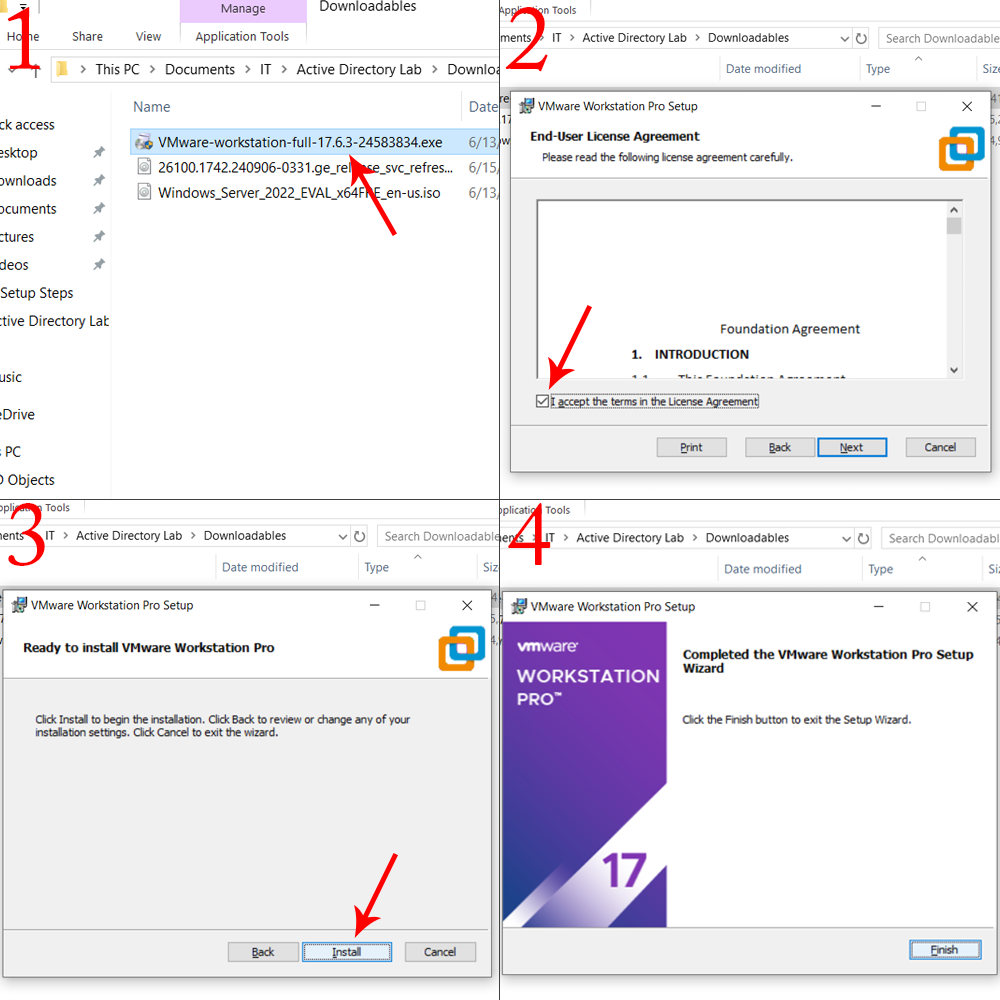 1
Manage
Downloadables
Home
Share
View
Application Tools
This PC > Documents > IT > Active Directory Lab > Downloa
Name
Date
ck access
esktop
VMware-workstation-full-17.6.3-24583834.exe
6/13/
ownloads
26100.1742.240906-0331.ge_release_svc_refres...
6/15/
ocuments
Windows_Server_2022_EVAL_x64FRE_en-us.iso
6/13/
ctures
deos
Setup Steps
ctive Directory Lab
usic
eDrive
s PC
D Objects
2
Application Tools
ments > IT > Active Directory Lab > Downloadables
Search Downloadable
Date modified
Type
Size
VMware Workstation Pro Setup
End-User License Agreement
Please read the following license agreement carefully.
Foundation Agreement
1. INTRODUCTION
1.1 This Foundation Agreement
I accept the terms in the License Agreement
Print
Back
Next
Cancel
3
pplication Tools
ments > IT > Active Directory Lab > Downloadables
Search Downloadable
Date modified
Type
Siz
VMware Workstation Pro Setup
Ready to install VMware Workstation Pro
Click Install to begin the installation. Click Back to review or change any of your
installation settings. Click Cancel to exit the wizard.
Back
Install
Cancel
4
pplication Tools
ents > IT > Active Directory Lab > Downloadables
Search Downloadabl
Date modified
Type
Siz
VMware Workstation Pro Setup
vmware
WORKSTATION
PRO™
17
Completed the VMware Workstation Pro Setup
Wizard
Click the Finish button to exit the Setup Wizard.
Finish